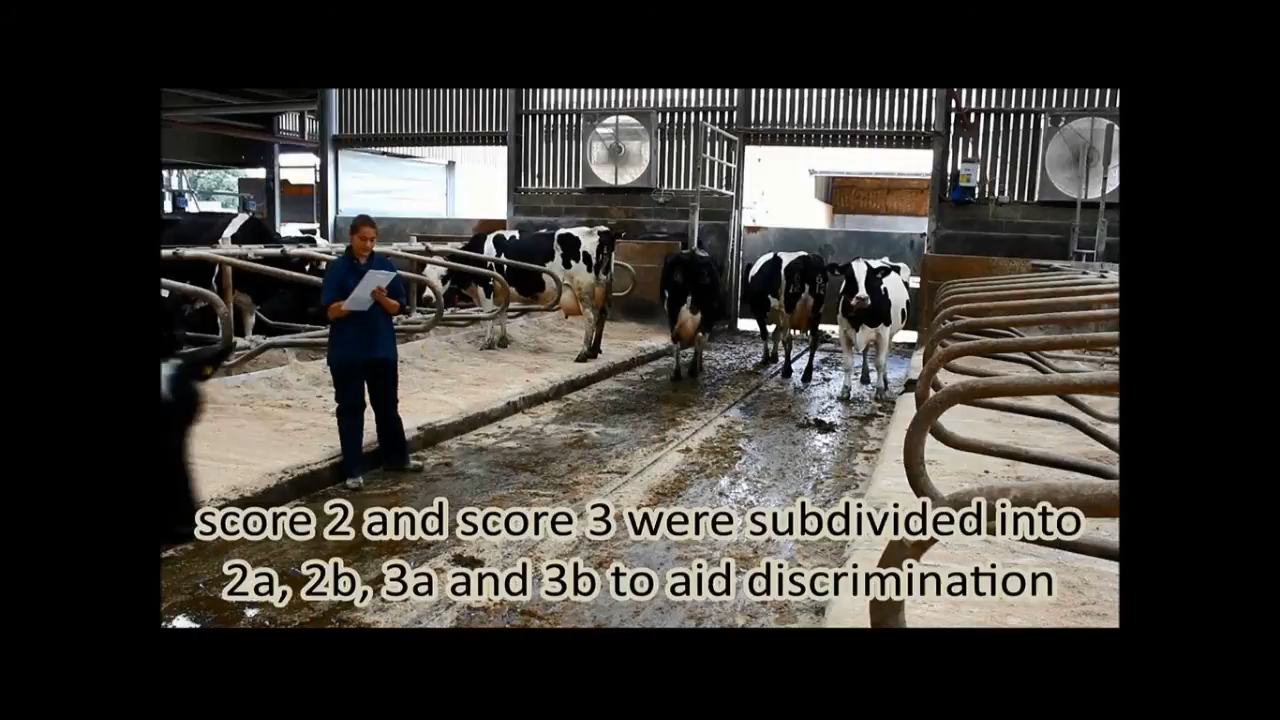 score 2 and score 3 were subdivided into
2a, 2b, 3a and 3b to aid discrimination